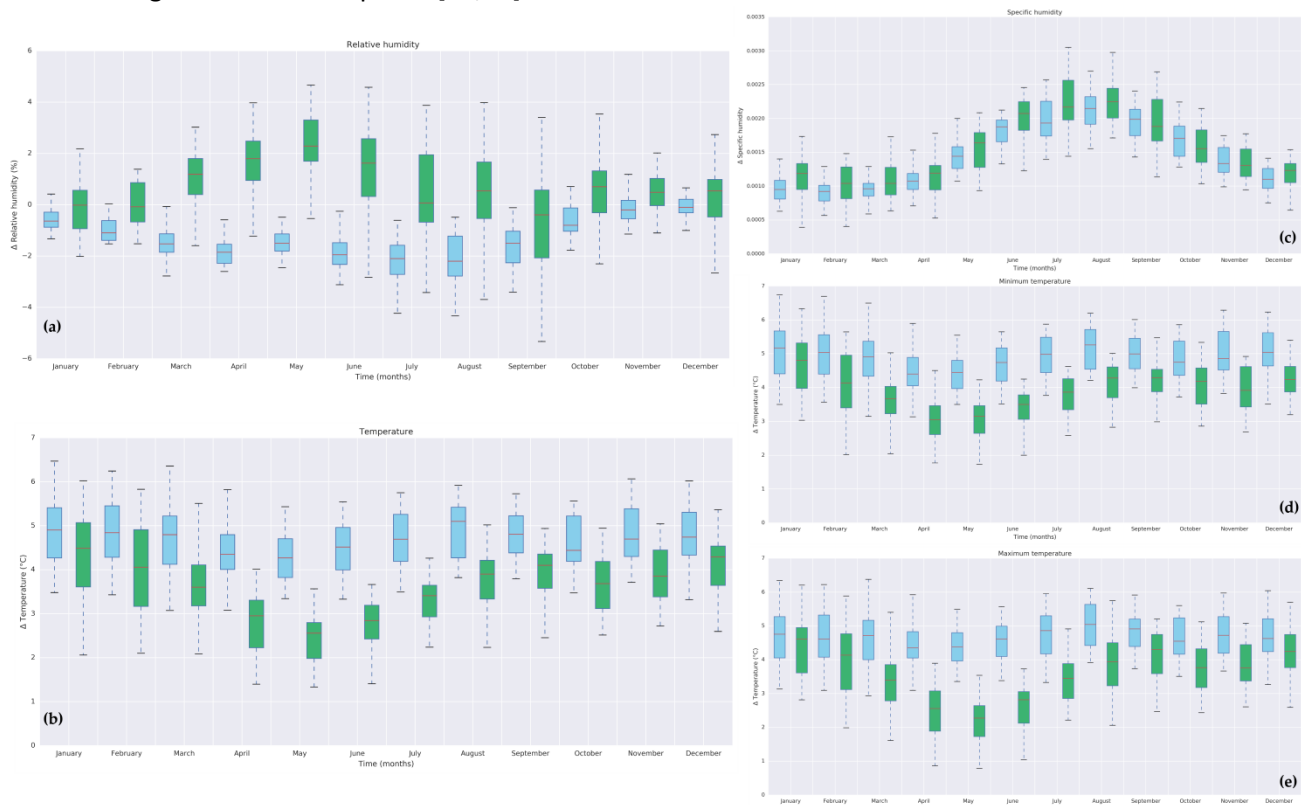 Relative humidity
Δ Relative humidity (%)
6
4
2
0
−2
−4
−6
(a)
January February March April May June July August September October November December
Time (months)
Temperature
Δ Temperature (°C)
7
6
5
4
3
2
1
0
(b)
January February March April May June July August September October November December
Time (months)
Specific humidity
Δ Specific humidity
0.0035
0.0030
0.0025
0.0020
0.0015
0.0010
0.0005
0.0000
(c)
January February March April May June July August September October November December
Time (months)
Minimum temperature
Δ Temperature (°C)
7
6
5
4
3
2
1
0
(d)
January February March April May June July August September October November December
Time (months)
Maximum temperature
Δ Temperature (°C)
7
6
5
4
3
2
1
0
(e)
January February March April May June July August September October November December